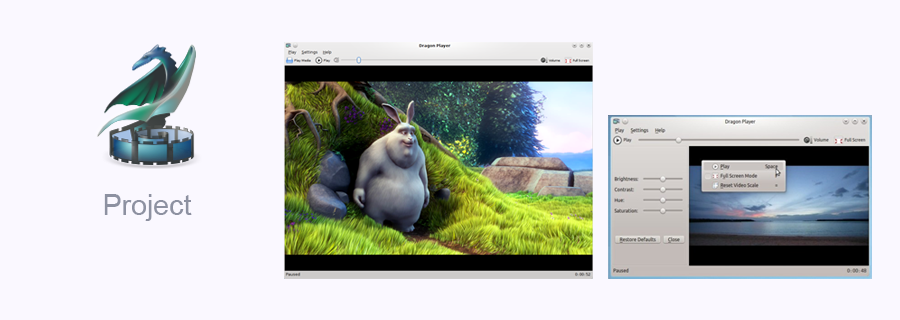 Project
Dragon Player
Play Settings Help
Play Media Play Volume Full Screen
Paused 0:00:52
Dragon Player
Play Settings Help
Play Volume Full Screen
Play Space
Full Screen Mode
Reset Video Scale
Brightness:
Contrast:
Hue:
Saturation:
Restore Defaults Close
Paused 0:00:49